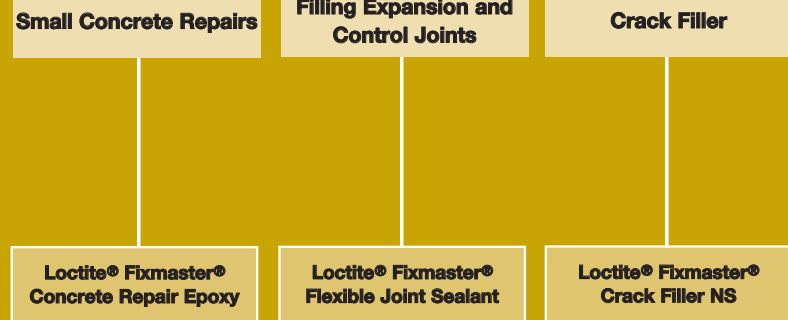 Small Concrete Repairs
Filling Expansion and
Control Joints
Crack Filler
Loctite® Fixmaster®
Concrete Repair Epoxy
Loctite® Fixmaster®
Flexible Joint Sealant
Loctite® Fixmaster®
Crack Filler NS